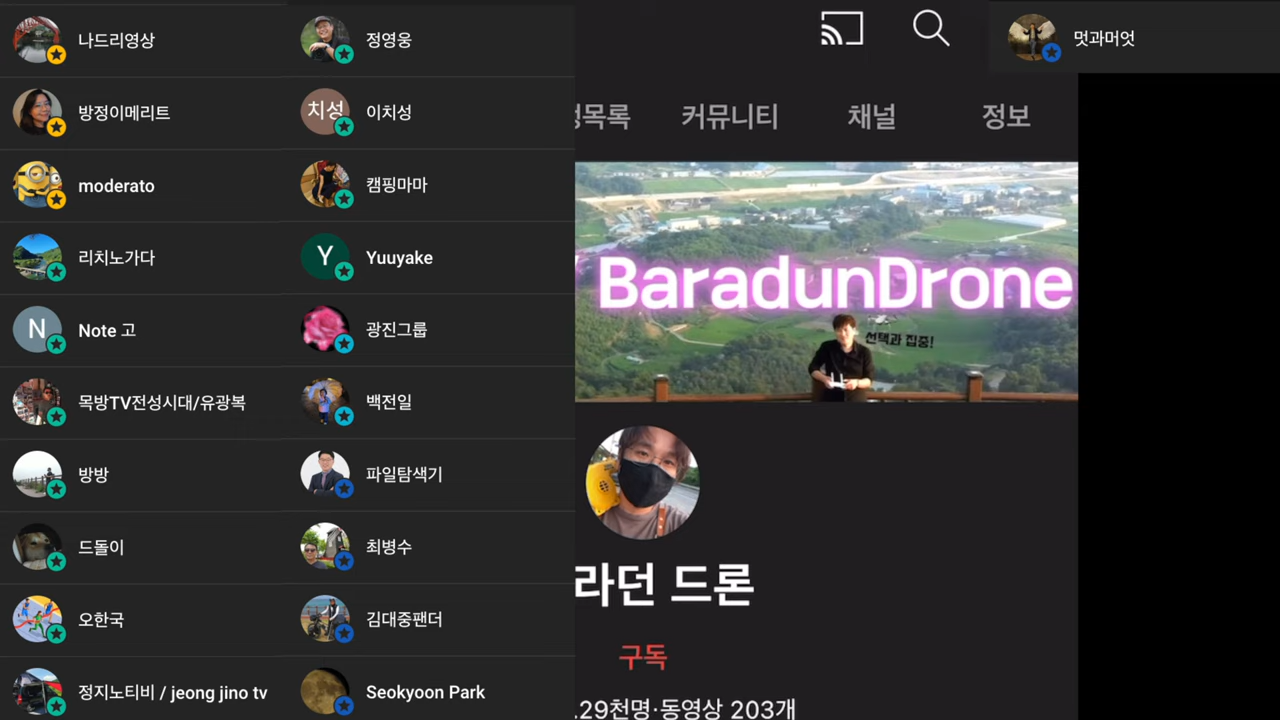 나드리영상
방정이메리트
moderato
리치노가다
N
Note 고
목방TV전성시대/유광복
방방
드돌이
오한국
정지노티비 / jeong jino tv
정영웅
치성
이치성
캠핑마마
Y
Yuuyake
광진그룹
백전일
파일탐색기
최병수
김대중팬더
Seokyoon Park
목록
커뮤니티
채널
정보
BaradunDrone
선택과 집중!
라던 드론
구독
.29천명·동영상 203개
멋과머엇